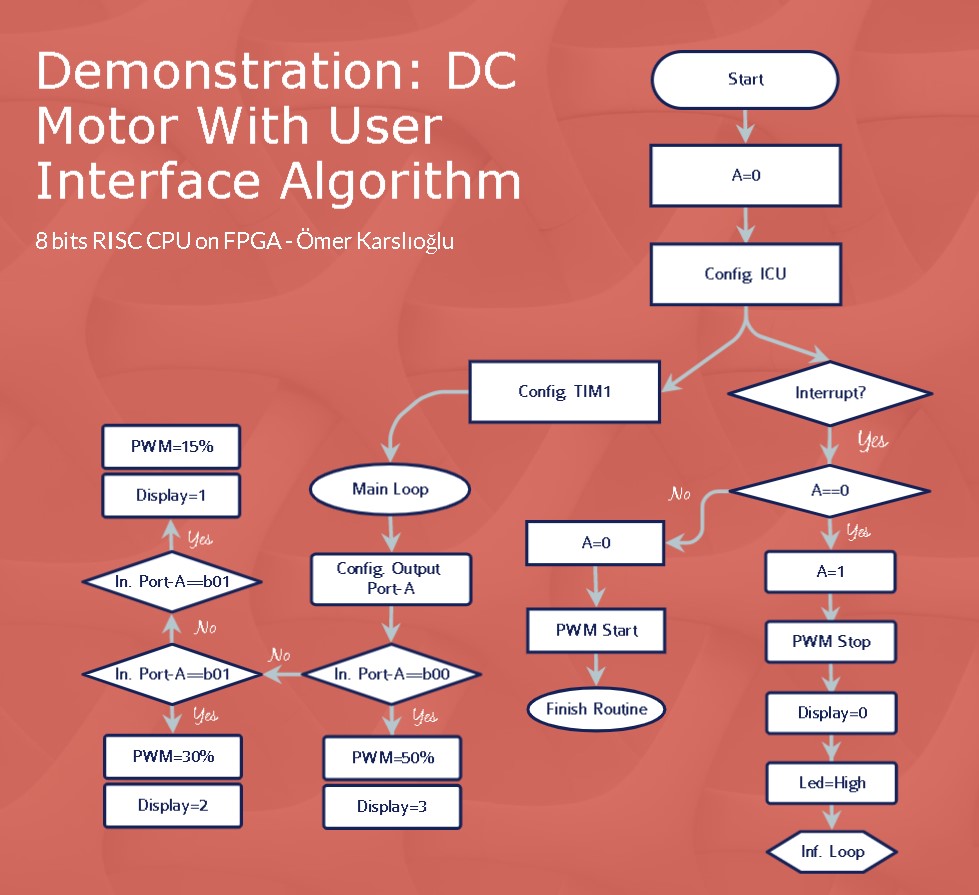 Demonstration: DC
Motor With User
Interface Algorithm
8 bits RISC CPU on FPGA - Ömer Karslıoğlu
Start
A=0
Config. ICU
Config. TIM1
Interrupt?
Yes
Main Loop
A==0
No
Yes
PWM=15%
Display=1
Yes
In. Port-A==b01
No
Config. Output
Port-A
In. Port-A==b01
No
In. Port-A==b00
Yes
Yes
PWM=30%
Display=2
PWM=50%
Display=3
A=0
PWM Start
Finish Routine
A=1
PWM Stop
Display=0
Led=High
Inf. Loop